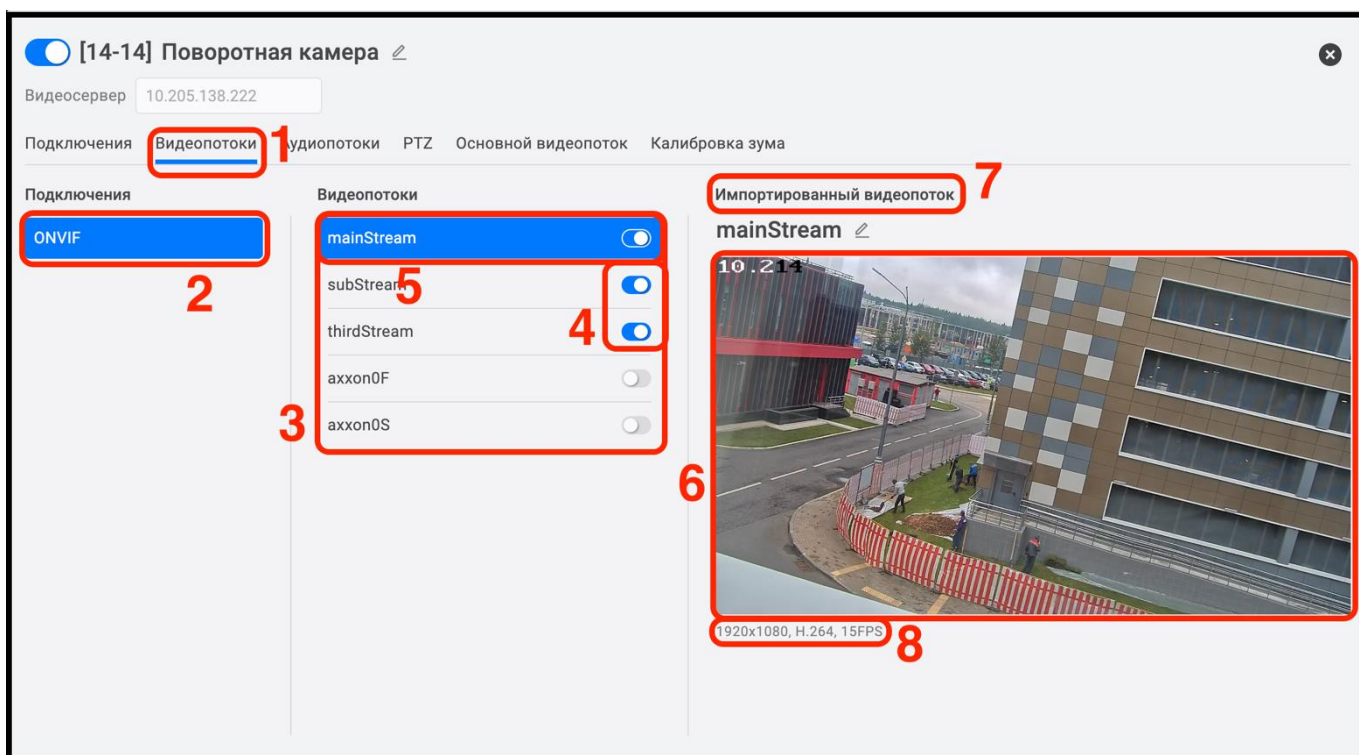 [14-14] Поворотная камера
Видеосервер 10.205.138.222
Подключения Видеопотоки 1 Аудиопотоки PTZ Основной видеопоток Калибровка зума
7
Подключения
ONVIF
2
Видеопотоки
mainStream
subStream
5
thirdStream
4
axxon0F
axxon0S
3
Импортированный видеопоток
mainStream
10.214
6
1920x1080, H.264, 15FPS
8